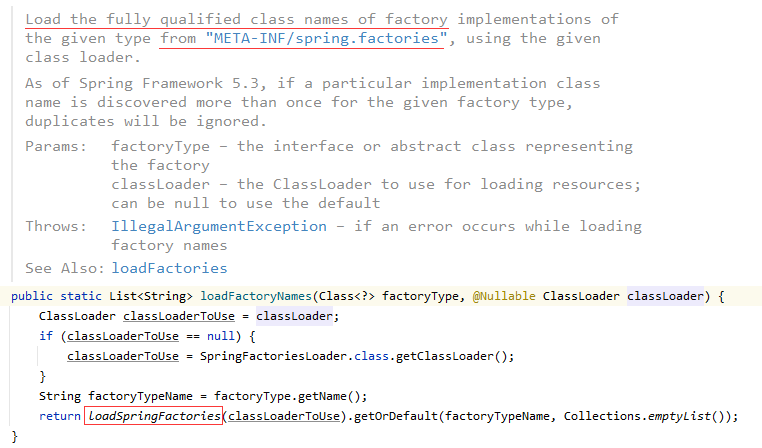 Load the fully qualified class names of factory implementations of
the given type from "META-INF/spring.factories", using the given
class loader.
As of Spring Framework 5.3, if a particular implementation class
name is discovered more than once for the given factory type,
duplicates will be ignored.
Params: factoryType – the interface or abstract class representing
the factory
classLoader – the ClassLoader to use for loading resources;
can be null to use the default
Throws: IllegalArgumentException – if an error occurs while loading
factory names
See Also: loadFactories
public static List<String> loadFactoryNames(Class<?> factoryType, @Nullable ClassLoader classLoader) {
ClassLoader classLoaderToUse = classLoader;
if (classLoaderToUse == null) {
classLoaderToUse = SpringFactoriesLoader.class.getClassLoader();
}
String factoryTypeName = factoryType.getName();
return loadSpringFactories(classLoaderToUse).getOrDefault(factoryTypeName, Collections.emptyList());
}